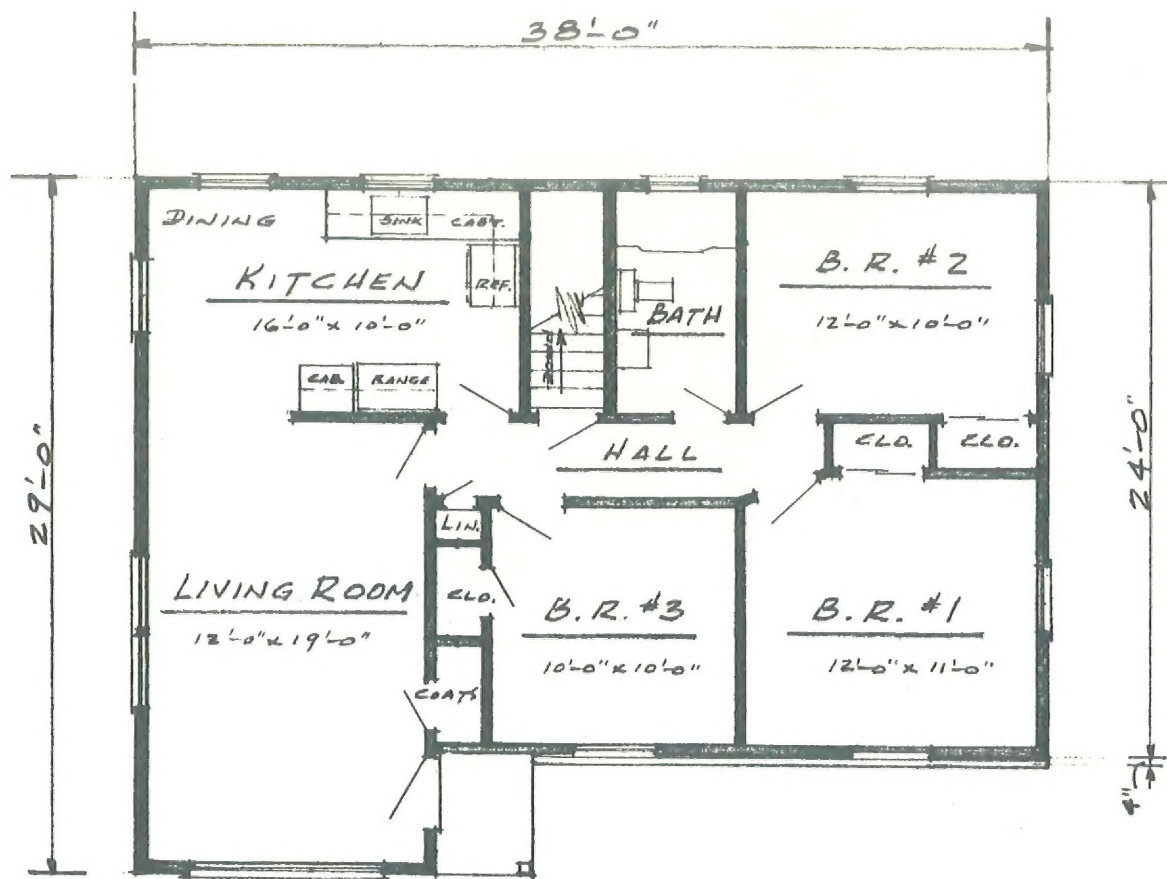 38'-0"
DINING
SINK
CAB'T.
KITCHEN
16'-0" x 10'-0"
REF.
CAB.
RANGE
BATH
B. R. #2
12'-0" x 10'-0"
HALL
CLO.
CLO.
LIN.
CLO.
COATS
LIVING ROOM
12'-0" x 19'-0"
B. R. #3
10'-0" x 10'-0"
B. R. #1
12'-0" x 11'-0"
29'-0"
24'-0"
4"